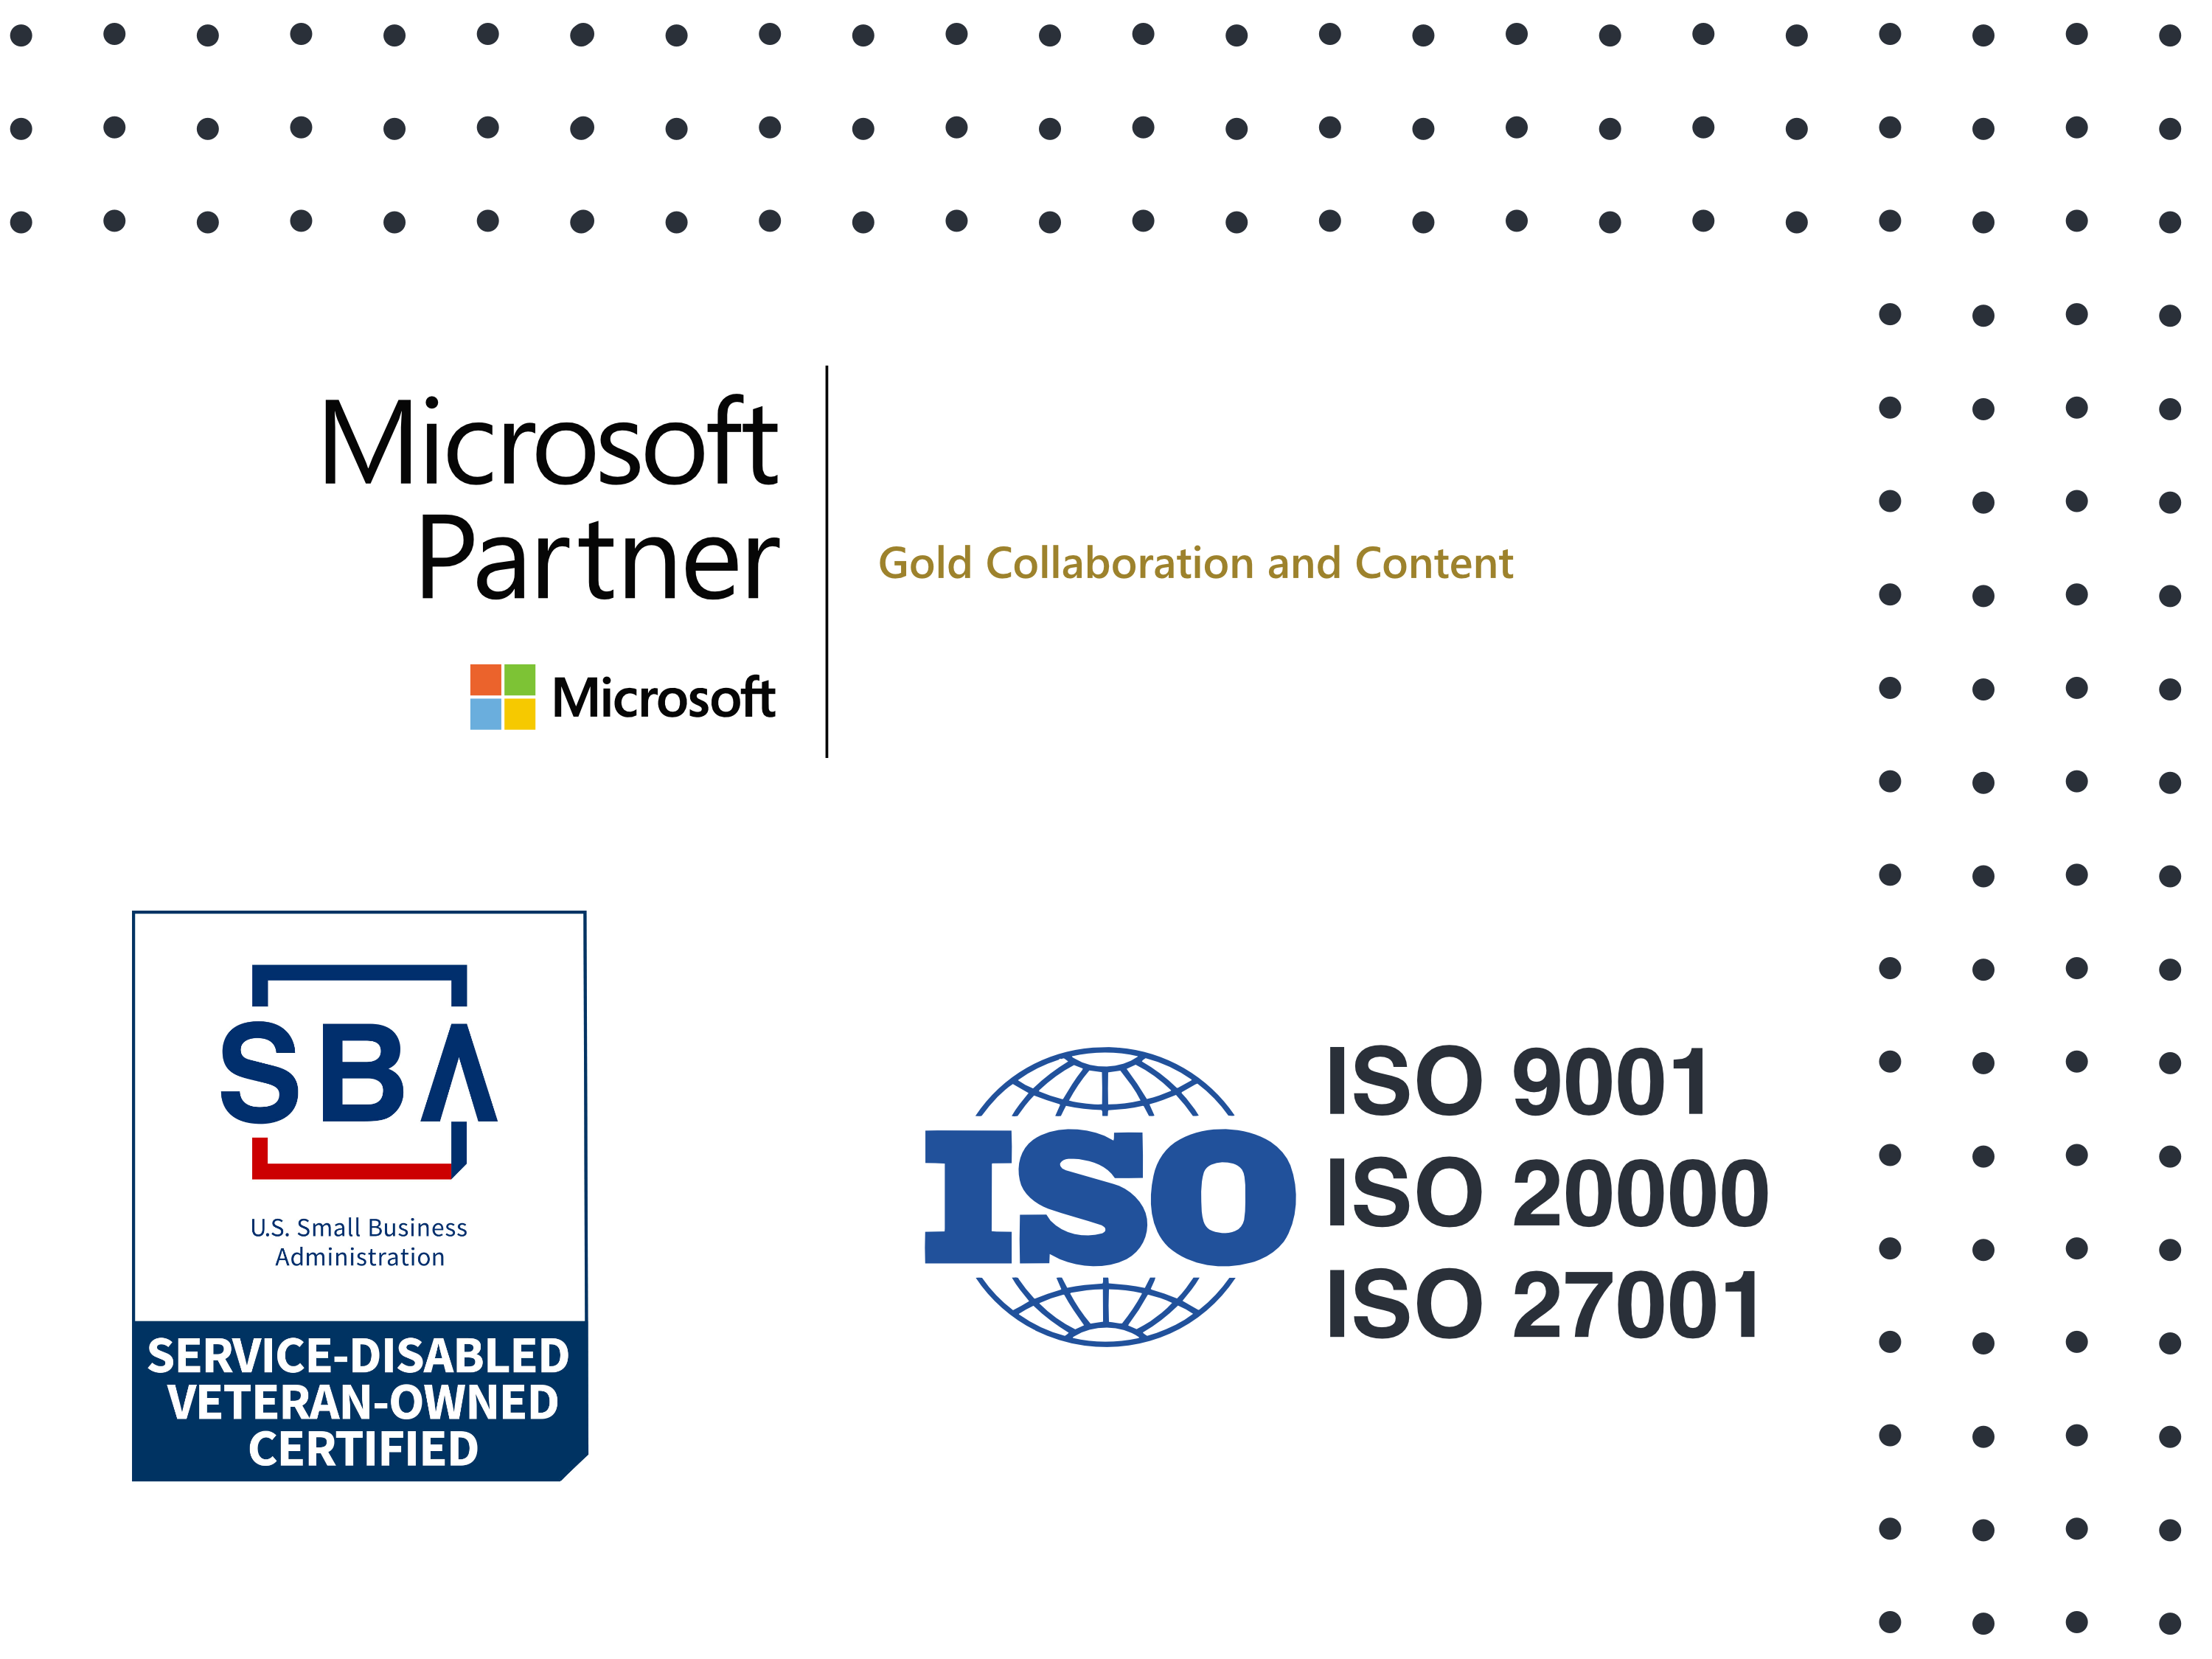 Microsoft
Partner
Microsoft
Gold Collaboration and Content
SBA
U.S. Small Business
Administration
SERVICE-DISABLED
VETERAN-OWNED
CERTIFIED
ISO
ISO 9001
ISO 20000
ISO 27001